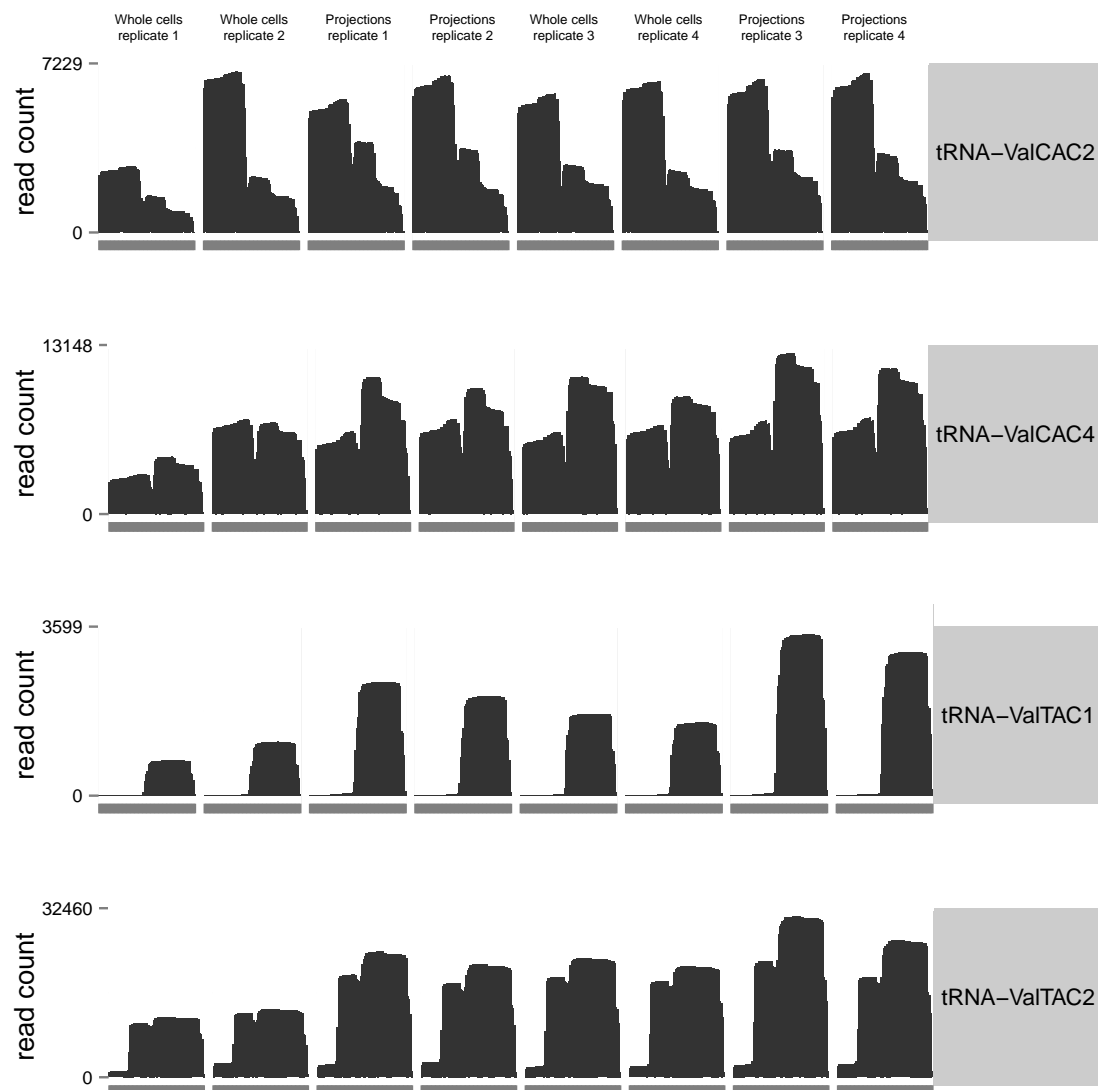 Whole cells replicate 1
Whole cells replicate 2
Projections replicate 1
Projections replicate 2
Whole cells replicate 3
Whole cells replicate 4
Projections replicate 3
Projections replicate 4
7229
read count
0
tRNA−ValCAC2
13148
read count
0
tRNA−ValCAC4
3599
read count
0
tRNA−ValTAC1
32460
read count
0
tRNA−ValTAC2